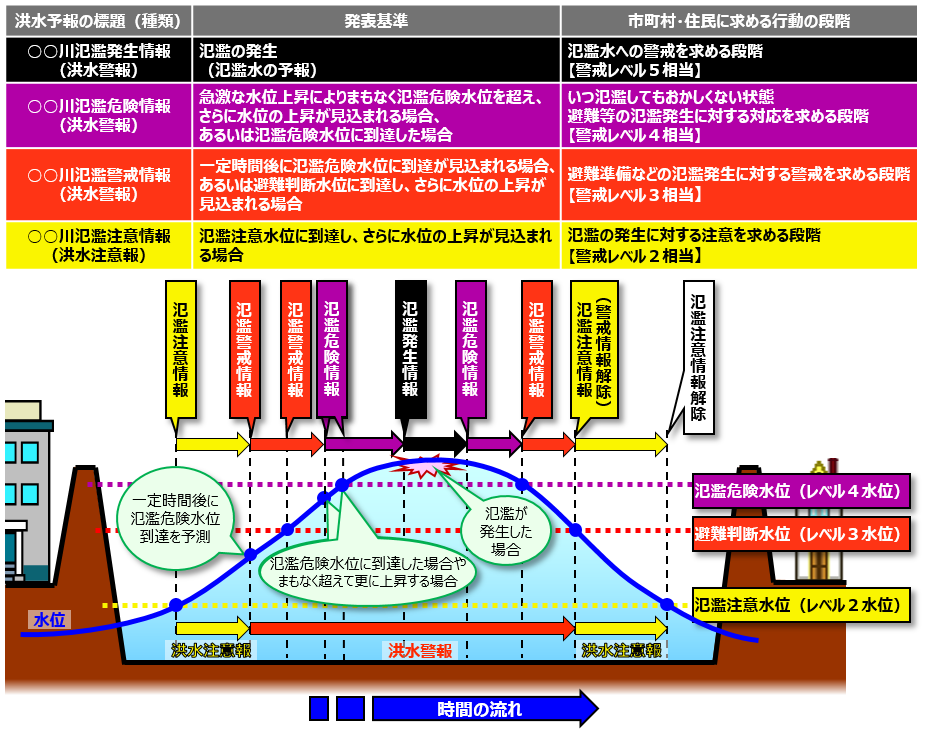 洪水予報の標題（種類）
発表基準
市町村・住民に求める行動の段階
○○川氾濫発生情報
（洪水警報）
氾濫の発生
（氾濫水の予報）
氾濫水への警戒を求める段階
【警戒レベル５相当】
○○川氾濫危険情報
（洪水警報）
急激な水位上昇によりまもなく氾濫危険水位を超え、
さらに水位の上昇が見込まれる場合、
あるいは氾濫危険水位に到達した場合
いつ氾濫してもおかしくない状態
避難等の氾濫発生に対する対応を求める段階
【警戒レベル４相当】
○○川氾濫警戒情報
（洪水警報）
一定時間後に氾濫危険水位に到達が見込まれる場合、
あるいは避難判断水位に到達し、さらに水位の上昇が
見込まれる場合
避難準備などの氾濫発生に対する警戒を求める段階
【警戒レベル３相当】
○○川氾濫注意情報
（洪水注意報）
氾濫注意水位に到達し、さらに水位の上昇が見込まれ
る場合
氾濫の発生に対する注意を求める段階
【警戒レベル２相当】
氾濫注意情報
氾濫警戒情報
氾濫警戒情報
氾濫危険情報
氾濫発生情報
氾濫危険情報
氾濫警戒情報
（警戒情報解除）
氾濫注意情報
氾濫注意情報解除
氾濫危険水位（レベル４水位）
一定時間後に
氾濫危険水位
到達を予測
氾濫が
発生した
場合
避難判断水位（レベル３水位）
氾濫危険水位に到達した場合や
まもなく超えて更に上昇する場合
氾濫注意水位（レベル２水位）
水位
洪水注意報
洪水警報
洪水注意報
時間の流れ